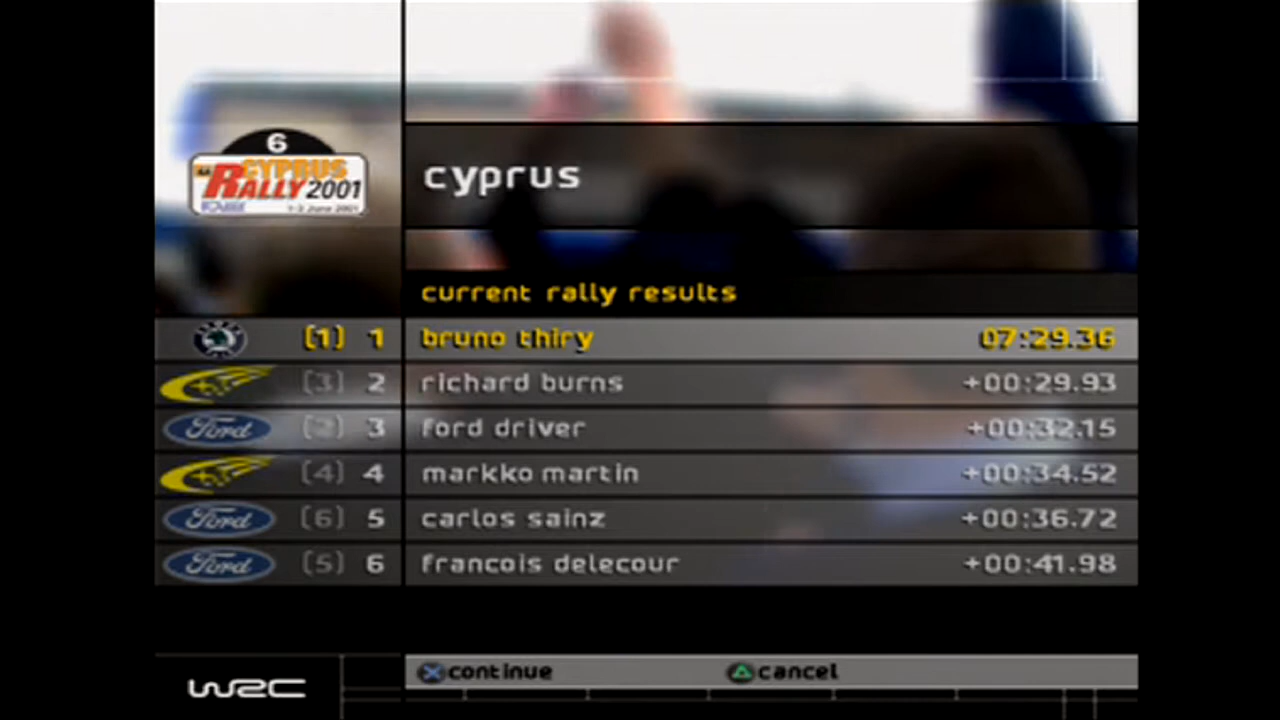 6
CYPRUS
RALLY 2001
1-3 June 2001
cyprus
current rally results
(1) 1 bruno thiry 07:29.36
(3) 2 richard burns +00:29.93
Ford (2) 3 ford driver +00:32.15
(4) 4 markko martin +00:34.52
Ford (6) 5 carlos sainz +00:36.72
Ford (5) 6 francois delecour +00:41.98
WRC
continue cancel